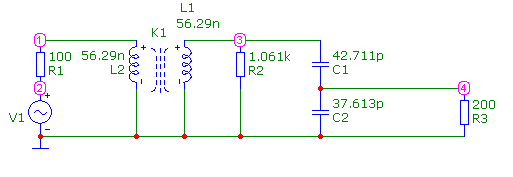 L1
56.29n
K1
1
3
100
R1
56.29n
L2
1.061k
R2
42.711p
C1
2
4
V1
+
-
37.613p
C2
200
R3